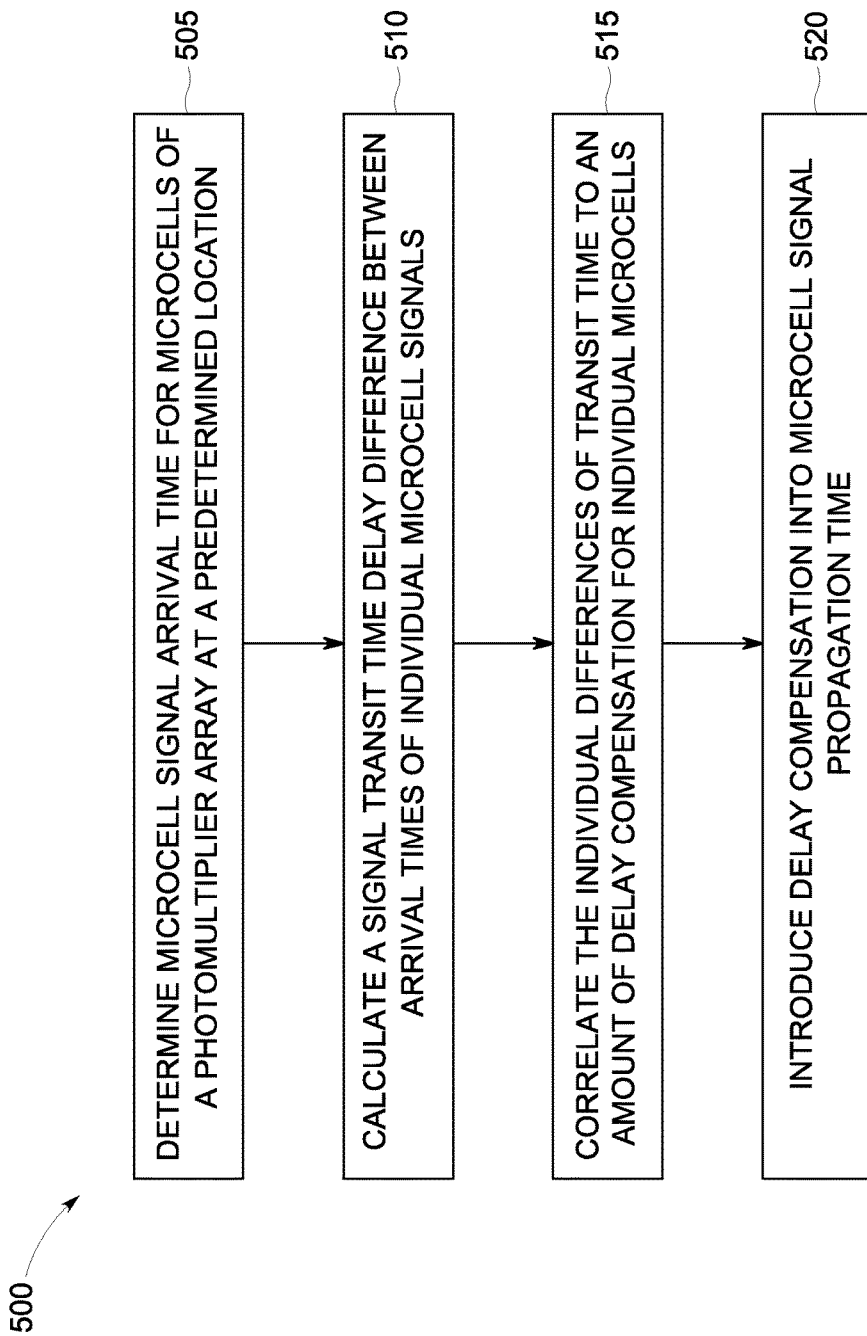 500
DETERMINE MICROCELL SIGNAL ARRIVAL TIME FOR MICROCELLS OF
A PHOTOMULTIPLIER ARRAY AT A PREDETERMINED LOCATION
505
CALCULATE A SIGNAL TRANSIT TIME DELAY DIFFERENCE BETWEEN
ARRIVAL TIMES OF INDIVIDUAL MICROCELL SIGNALS
510
CORRELATE THE INDIVIDUAL DIFFERENCES OF TRANSIT TIME TO AN
AMOUNT OF DELAY COMPENSATION FOR INDIVIDUAL MICROCELLS
515
INTRODUCE DELAY COMPENSATION INTO MICROCELL SIGNAL
PROPAGATION TIME
520